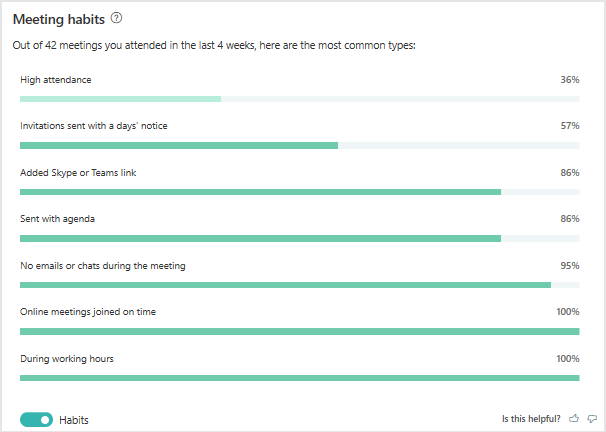 Meeting habits ?
Out of 42 meetings you attended in the last 4 weeks, here are the most common types:
High attendance 36%
Invitations sent with a days' notice 57%
Added Skype or Teams link 86%
Sent with agenda 86%
No emails or chats during the meeting 95%
Online meetings joined on time 100%
During working hours 100%
Habits Is this helpful?